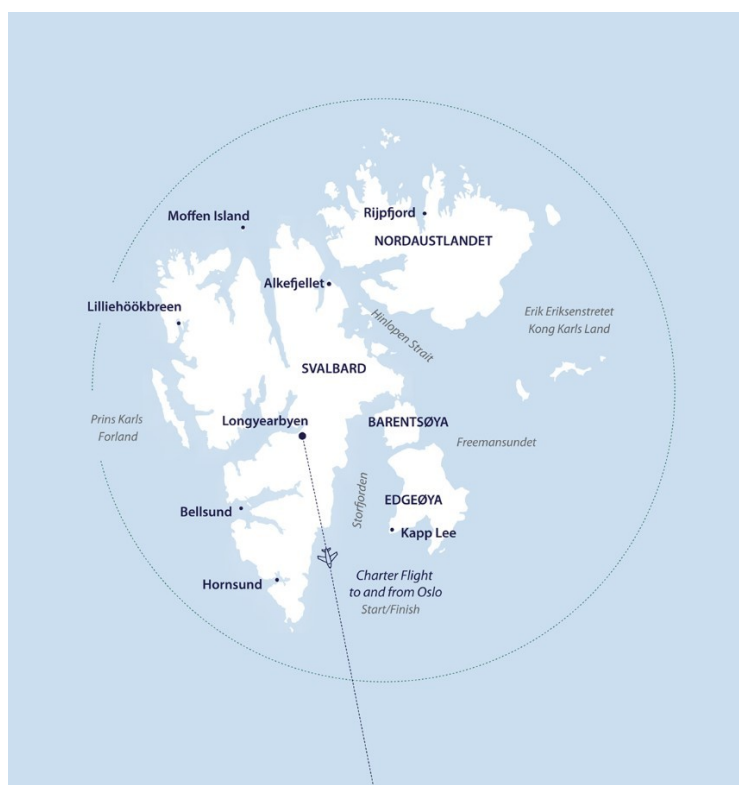 Moffen Island
Rijpfjord
NORDAUSTLANDET
Alkefjellet
Lilliehöökbreen
Hinlopen Strait
Erik Eriksenstretet
Kong Karls Land
SVALBARD
Prins Karls
Forland
Longyearbyen
BARENTSØYA
Freemansundet
Storfjorden
EDGEØYA
Bellsund
Kapp Lee
Hornsund
Charter Flight
to and from Oslo
Start/Finish